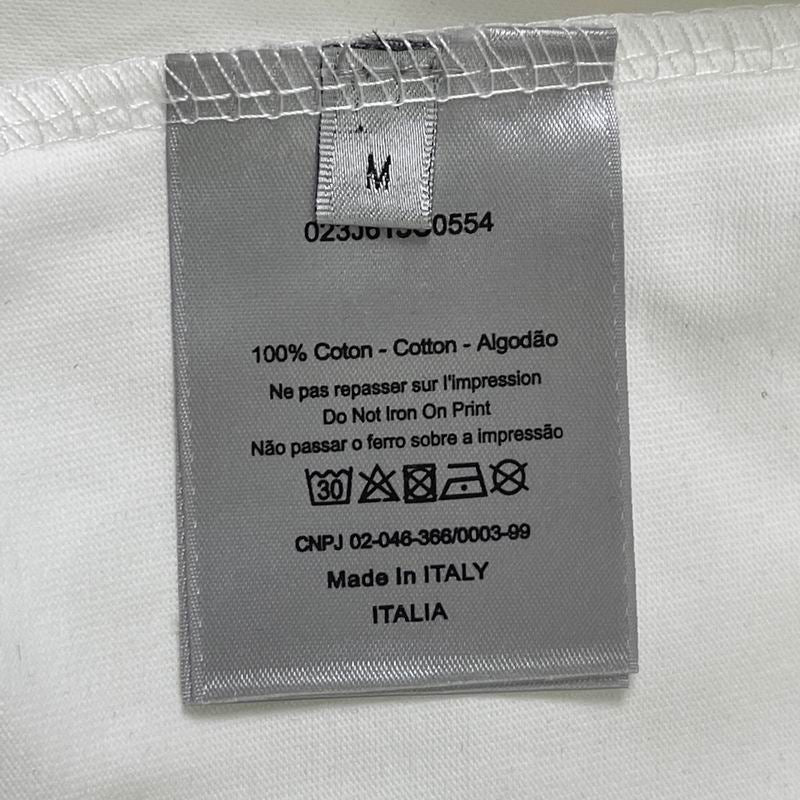 M
100% Coton - Cotton - Algodão
Ne pas repasser sur l'impression
Do Not Iron On Print
Não passar o ferro sobre a impressão
30
CNPJ 02-046-366/0003-99
Made in ITALY
ITALIA